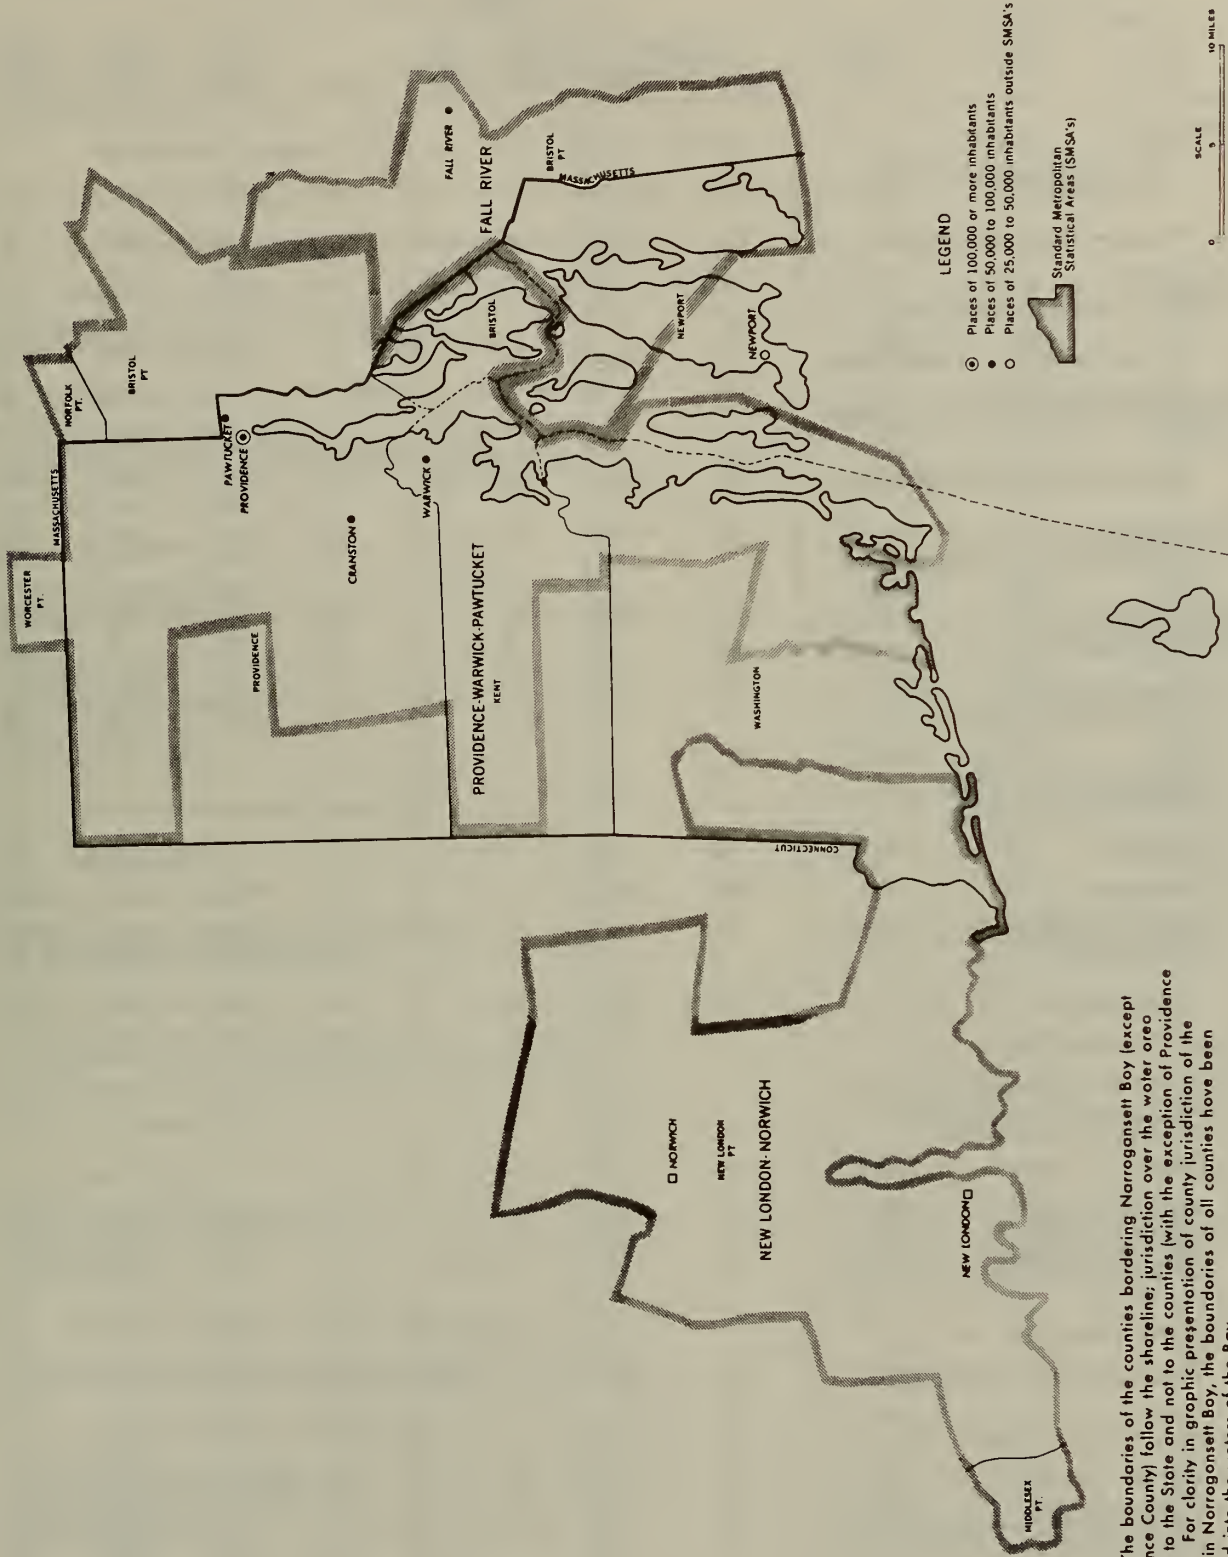 MASSACHUSETTS
WORCESTER
PT.
NORFOLK
PT.
BRISTOL
PT
PAWTUCKET
PROVIDENCE
CRANSTON
PROVIDENCE
WARWICK
PROVIDENCE-WARWICK-PAWTUCKET
KENT
FALL RIVER
FALL RIVER
BRISTOL
PT
MASSACHUSETTS
BRISTOL
NEWPORT
NEWPORT
WASHINGTON
CONNECTICUT
NORWICH
NEW LONDON
PT
NEW LONDON-NORWICH
NEW LONDON
MIDDLESEX
PT.
LEGEND
Places of 100,000 or more inhabitants
Places of 50,000 to 100,000 inhabitants
Places of 25,000 to 50,000 inhabitants outside SMSA's
Standard Metropolitan
Statistical Areas (SMSA's)
SCALE
0 5 10 MILES
he boundaries of the counties bordering Narragansett Bay (except
nce County) follow the shoreline; jurisdiction over the water area
to the State and not to the counties (with the exception of Providence
For clarity in graphic presentation of county jurisdiction of the
in Narragansett Bay, the boundaries of all counties have been
of the Bay